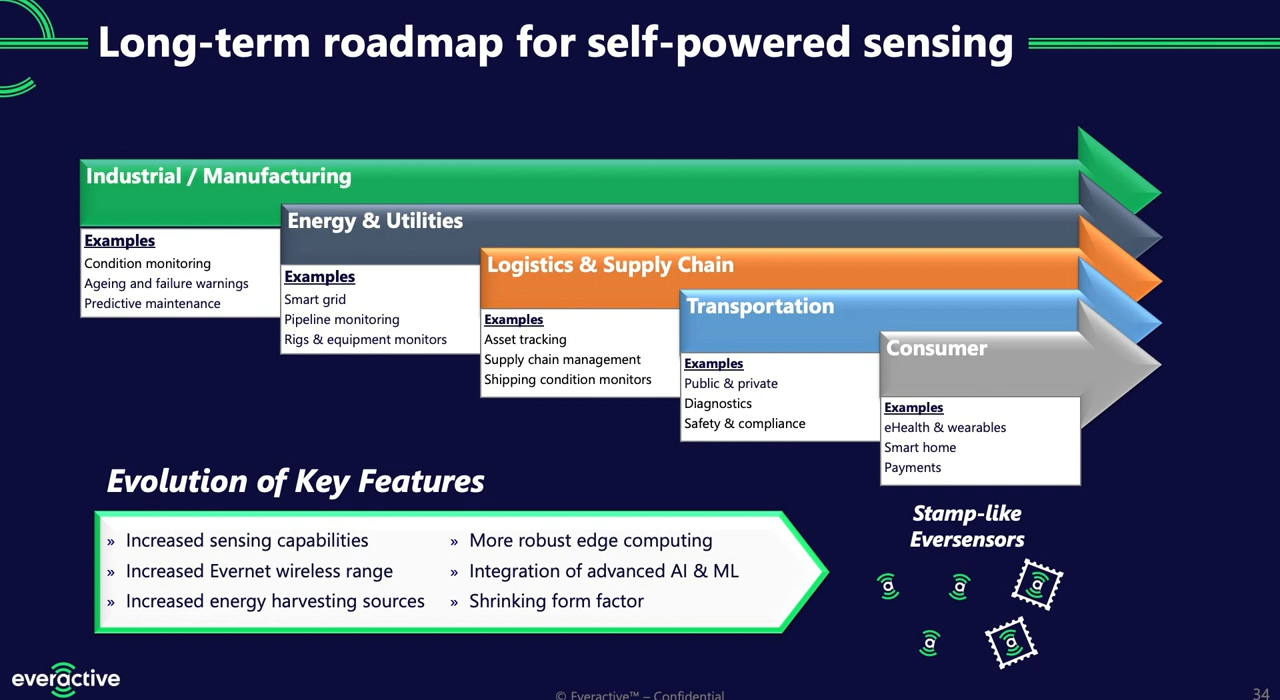 Long-term roadmap for self-powered sensing
Industrial / Manufacturing
Examples
Condition monitoring
Ageing and failure warnings
Predictive maintenance
Energy & Utilities
Examples
Smart grid
Pipeline monitoring
Rigs & equipment monitors
Logistics & Supply Chain
Examples
Asset tracking
Supply chain management
Shipping condition monitors
Transportation
Examples
Public & private
Diagnostics
Safety & compliance
Consumer
Examples
eHealth & wearables
Smart home
Payments
Evolution of Key Features
» Increased sensing capabilities
» Increased Evernet wireless range
» Increased energy harvesting sources
» More robust edge computing
» Integration of advanced AI & ML
» Shrinking form factor
Stamp-like
Eversensors
a
a
a
a
a
everactive
© Everactive™ – Confidential
34